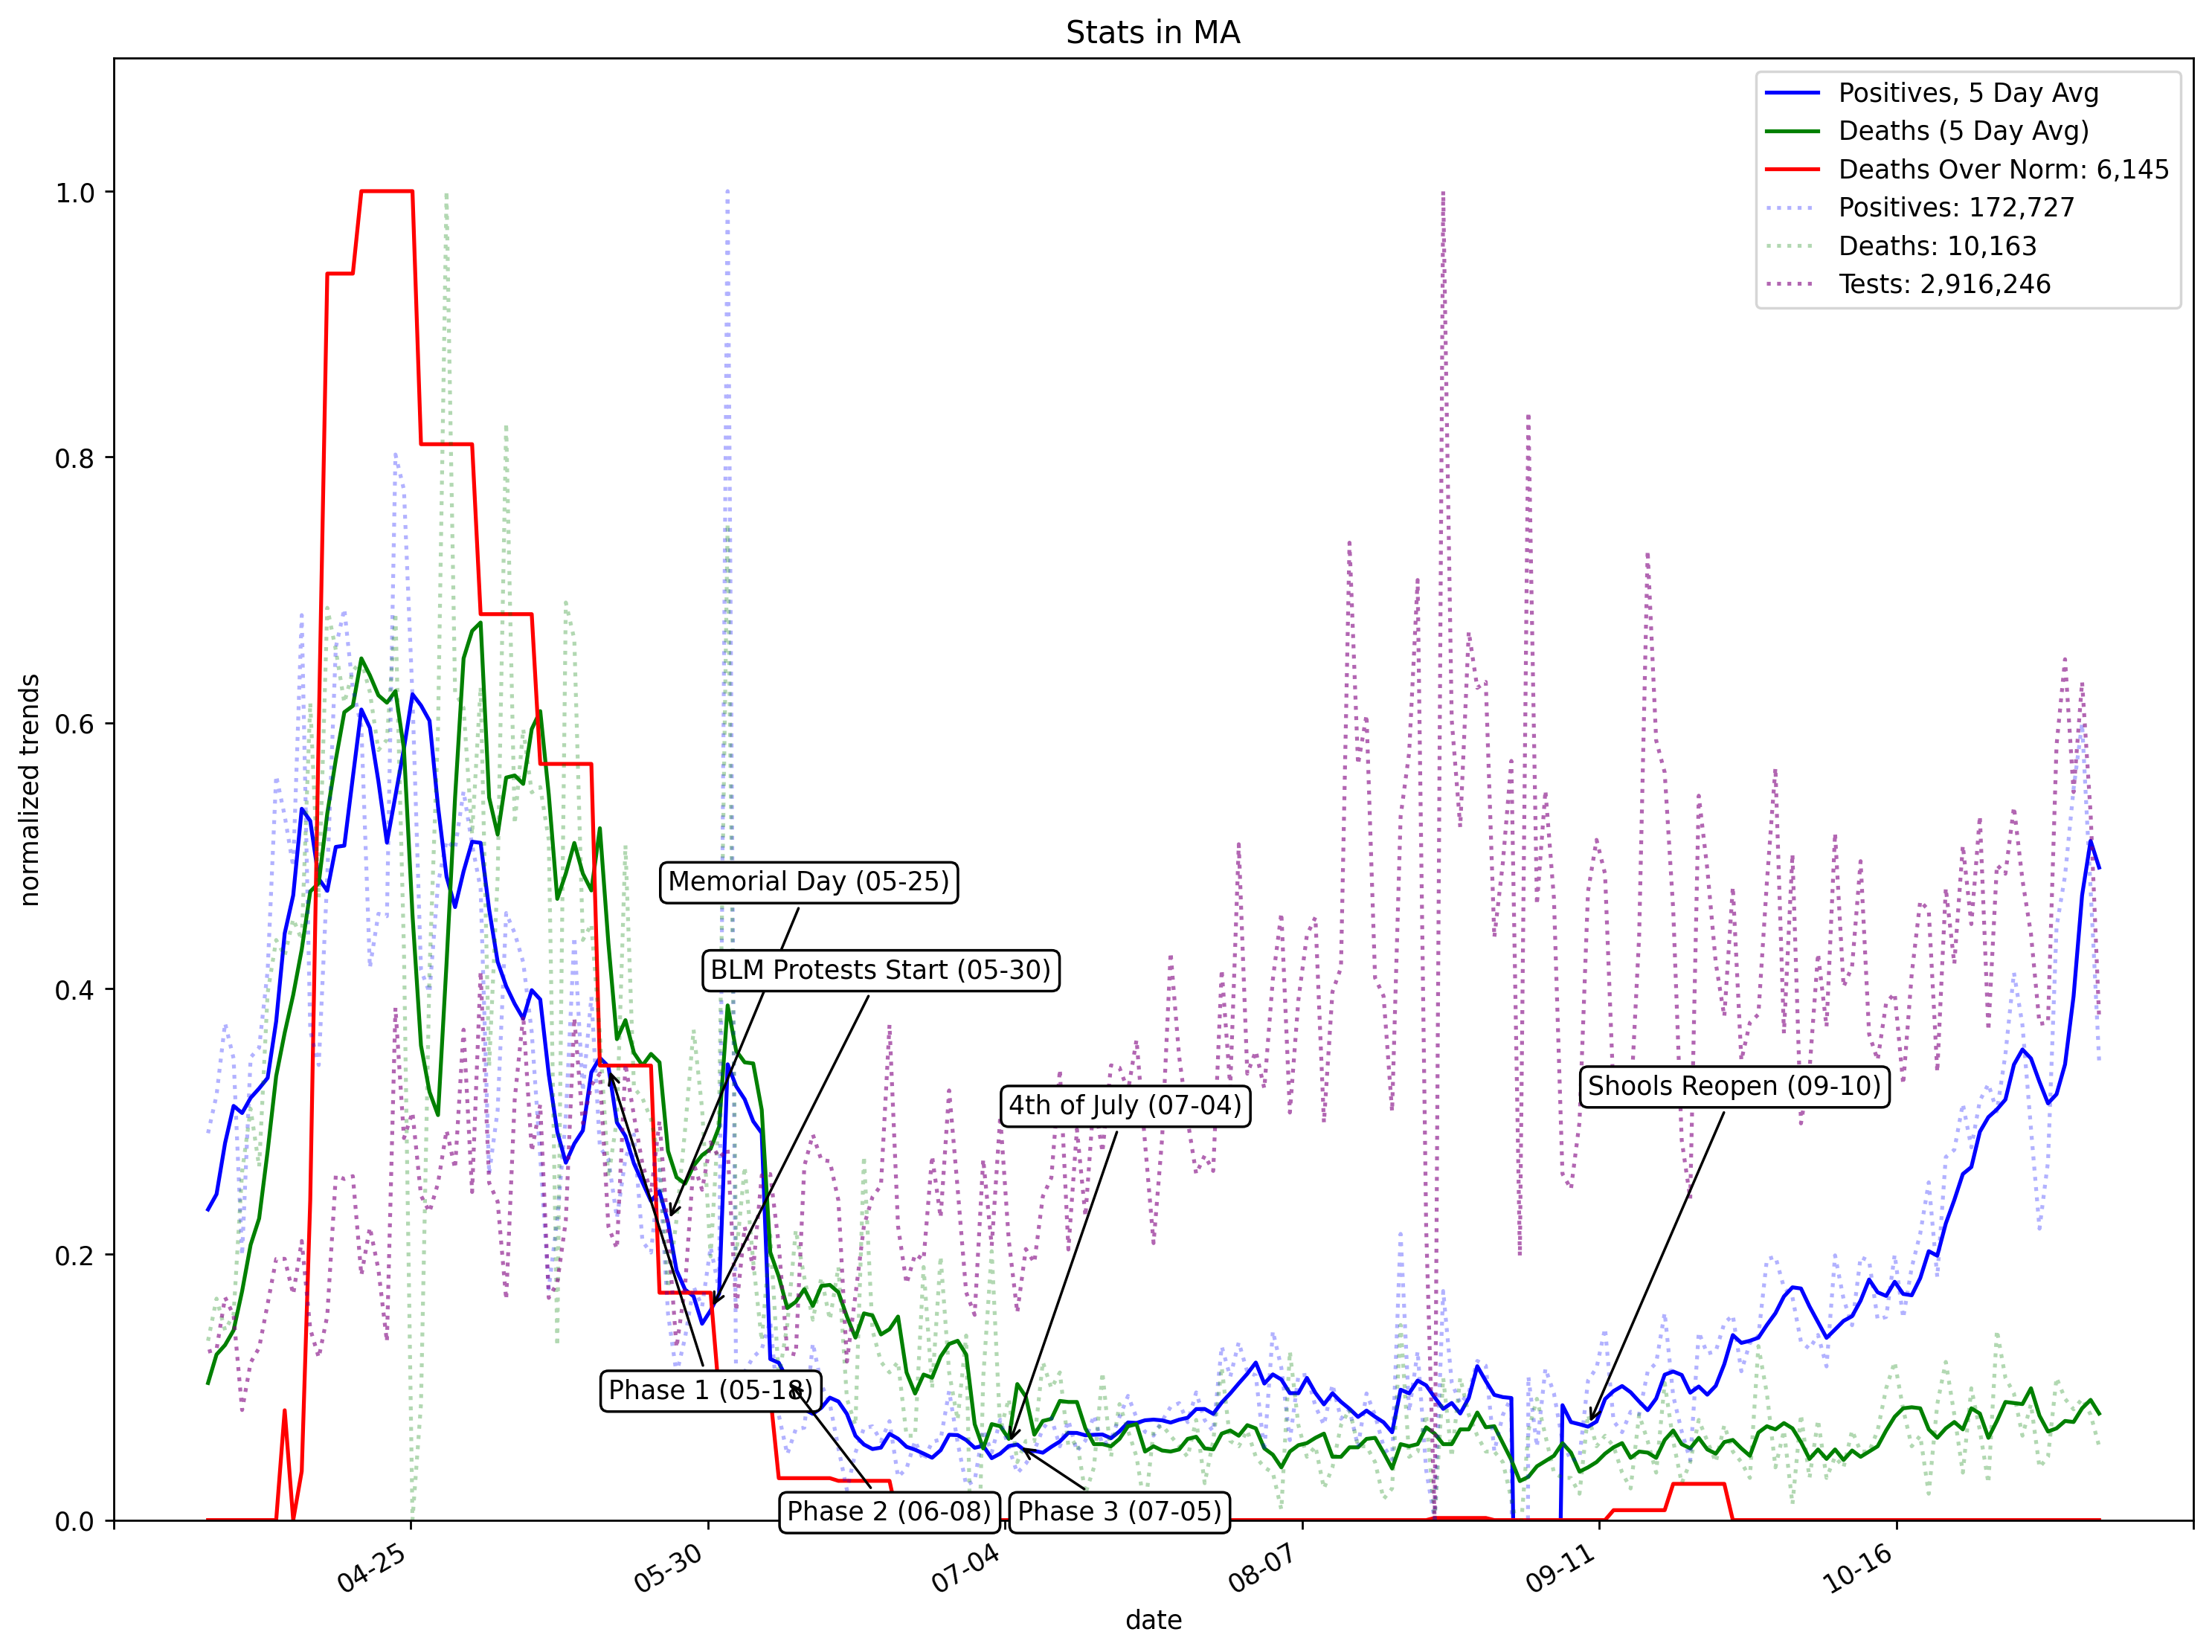 Stats in MA
Positives, 5 Day Avg
Deaths (5 Day Avg)
Deaths Over Norm: 6,145
Positives: 172,727
Deaths: 10,163
Tests: 2,916,246
normalized trends
1.0
0.8
0.6
0.4
0.2
0.0
Memorial Day (05-25)
BLM Protests Start (05-30)
4th of July (07-04)
Shools Reopen (09-10)
Phase 1 (05-18)
Phase 2 (06-08)
Phase 3 (07-05)
04-25
05-30
07-04
08-07
09-11
10-16
date